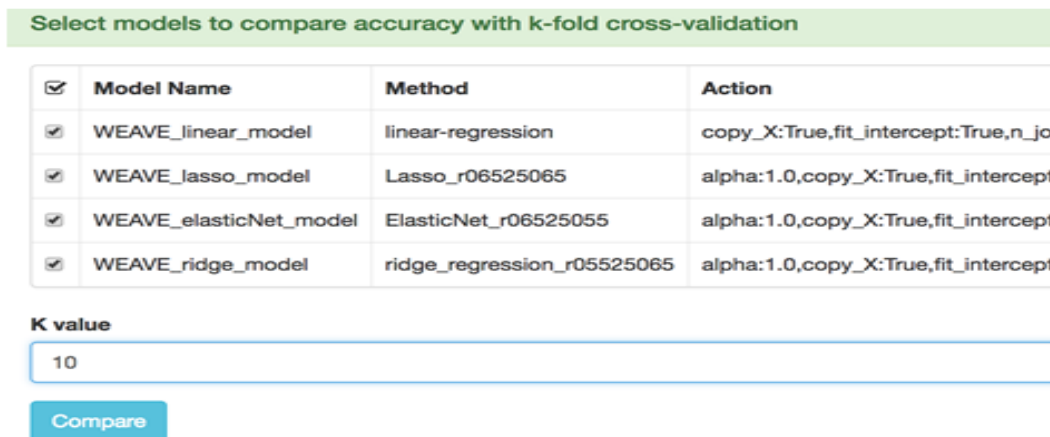 Select models to compare accuracy with k-fold cross-validation
Model Name Method Action
WEAVE_linear_model linear-regression copy_X:True,fit_intercept:True,n_jo
WEAVE_lasso_model Lasso_r06525065 alpha:1.0,copy_X:True,fit_intercept
WEAVE_elasticNet_model ElasticNet_r06525055 alpha:1.0,copy_X:True,fit_intercept
WEAVE_ridge_model ridge_regression_r05525065 alpha:1.0,copy_X:True,fit_intercept
K value
10
Compare